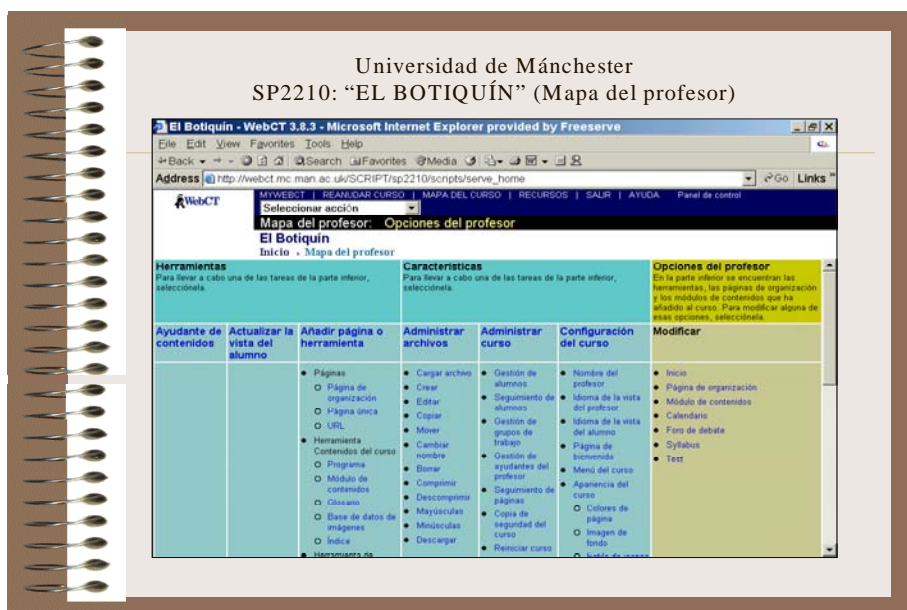 Universidad de Mánchester
SP2210: “EL BOTIQUÍN” (Mapa del profesor)
El Botiquín - WebCT 3.8.3 - Microsoft Internet Explorer provided by Freeserve
File Edit View Favorites Tools Help
Back Search Favorites Media
Address http://webct.mc.man.ac.uk/SCRIPT/sp2210/scripts/serve_home Go Links
WebCT
MYWEBCT | REANUDAR CURSO | MAPA DEL CURSO | RECURSOS | SALIR | AYUDA Panel de control
Seleccionar acción
Mapa del profesor: Opciones del profesor
El Botiquín
Inicio › Mapa del profesor
Herramientas
Para llevar a cabo una de las tareas de la parte inferior,
selecciónela.
Características
Para llevar a cabo una de las tareas de la parte inferior,
selecciónela.
Opciones del profesor
En la parte inferior se encuentran las
herramientas, las páginas de organización
y los módulos de contenidos que ha
añadido al curso. Para modificar alguna de
esas opciones, selecciónela.
Ayudante de
contenidos
Actualizar la
vista del
alumno
Añadir página o
herramienta
• Páginas
o Página de
organización
o Página única
o URL
• Herramienta
Contenidos del curso
o Programa
o Módulo de
contenidos
o Glosario
o Base de datos de
imágenes
o Índice
• Herramienta de
Administrar
archivos
• Cargar archivo
• Crear
• Editar
• Copiar
• Mover
• Cambiar
nombre
• Borrar
• Comprimir
• Descomprimir
• Mayúsculas
• Minúsculas
• Descargar
Administrar
curso
• Gestión de
alumnos
• Seguimiento de
alumnos
• Gestión de
grupos de
trabajo
• Gestión de
ayudantes del
profesor
• Seguimiento de
páginas
• Copia de
seguridad del
curso
• Reiniciar curso
Configuración
del curso
• Nombre del
profesor
• Idioma de la vista
del profesor
• Idioma de la vista
del alumno
• Página de
bienvenida
• Menú del curso
• Apariencia del
curso
o Colores de
página
o Imagen de
fondo
Modificar
• Inicio
• Página de organización
• Módulo de contenidos
• Calendario
• Foro de debate
• Syllabus
• Test